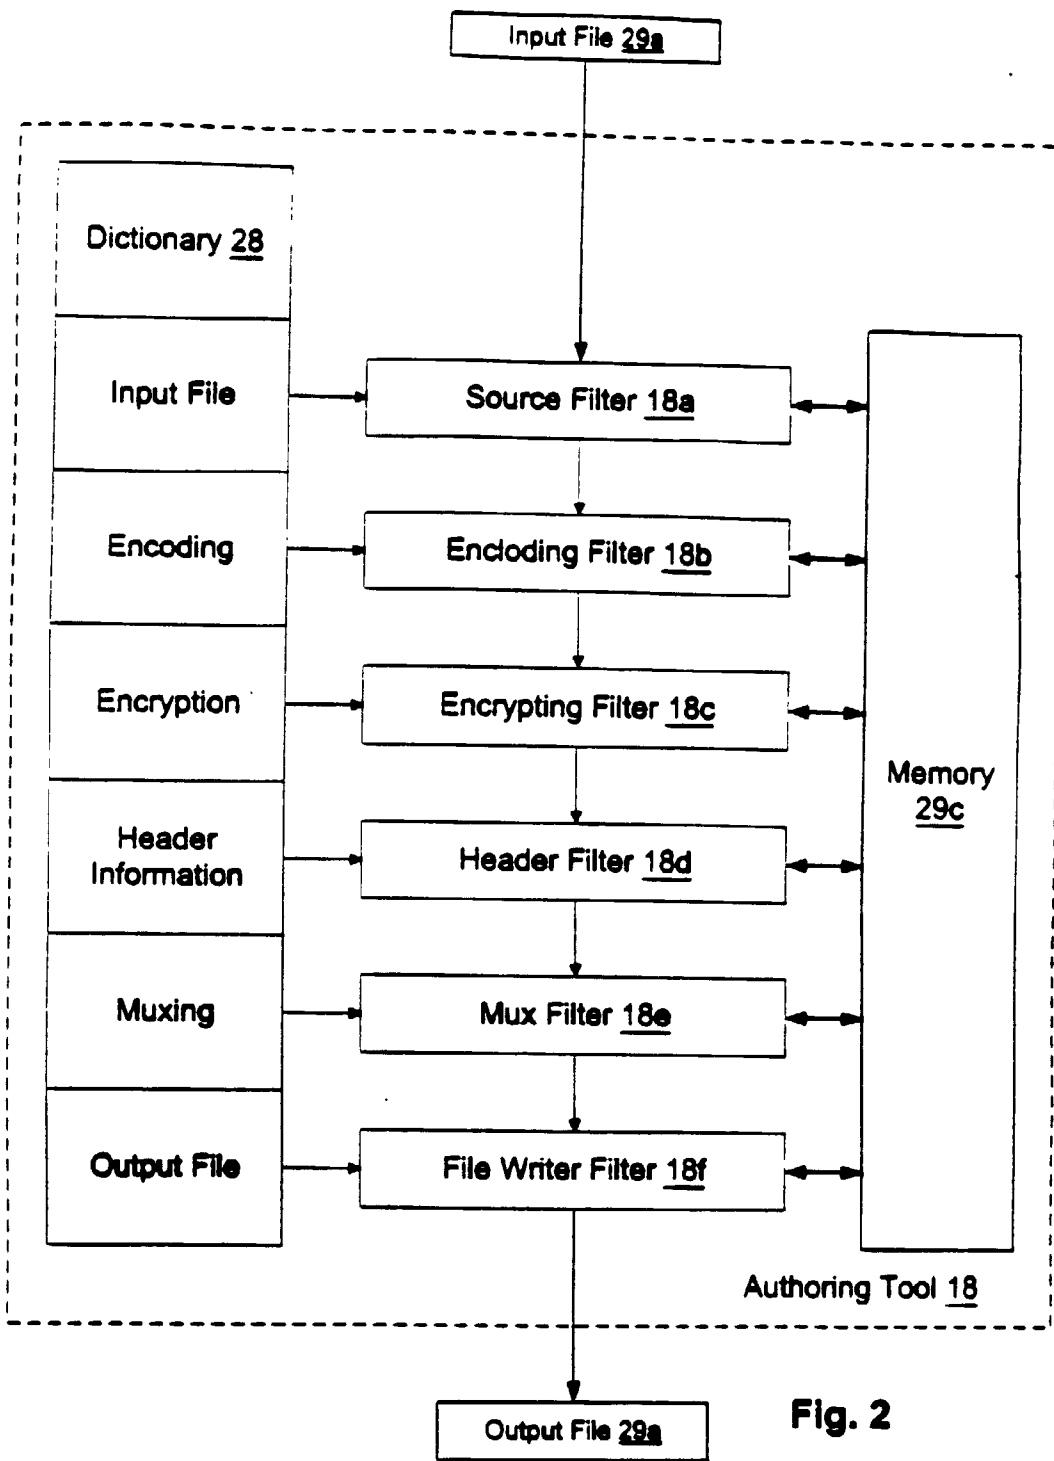 Input File 29a
Dictionary 28
Input File
Source Filter 18a
Encoding
Encloding Filter 18b
Encryption
Encrypting Filter 18c
Memory
29c
Header
Information
Header Filter 18d
Muxing
Mux Filter 18e
Output File
File Writer Filter 18f
Authoring Tool 18
Output File 29a
Fig. 2